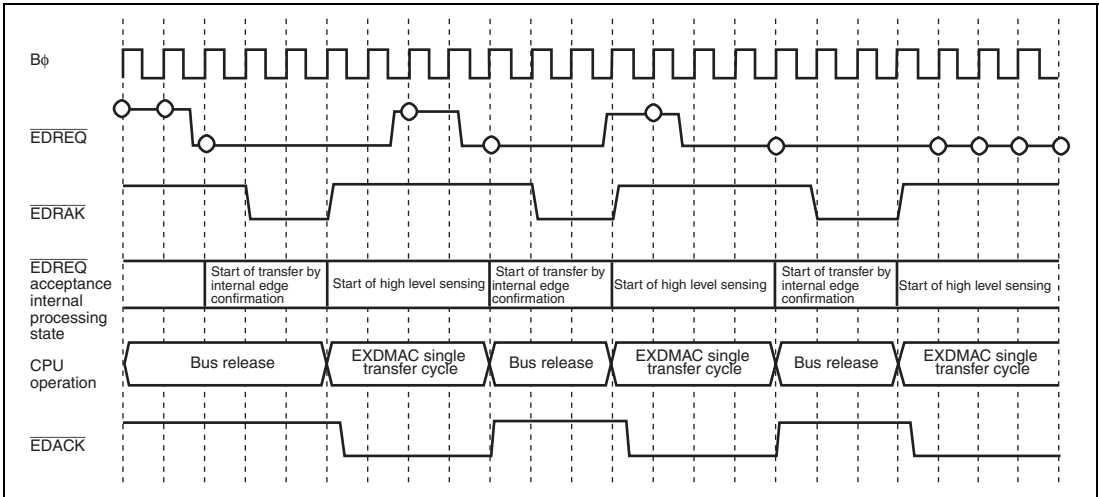 Bϕ
EDREQ
EDRAK
EDREQ
acceptance
internal
processing
state
Start of transfer by
internal edge
confirmation
Start of high level sensing
Start of transfer by
internal edge
confirmation
Start of high level sensing
Start of transfer by
internal edge
confirmation
Start of high level sensing
CPU
operation
Bus release
EXDMAC single
transfer cycle
Bus release
EXDMAC single
transfer cycle
Bus release
EXDMAC single
transfer cycle
EDACK